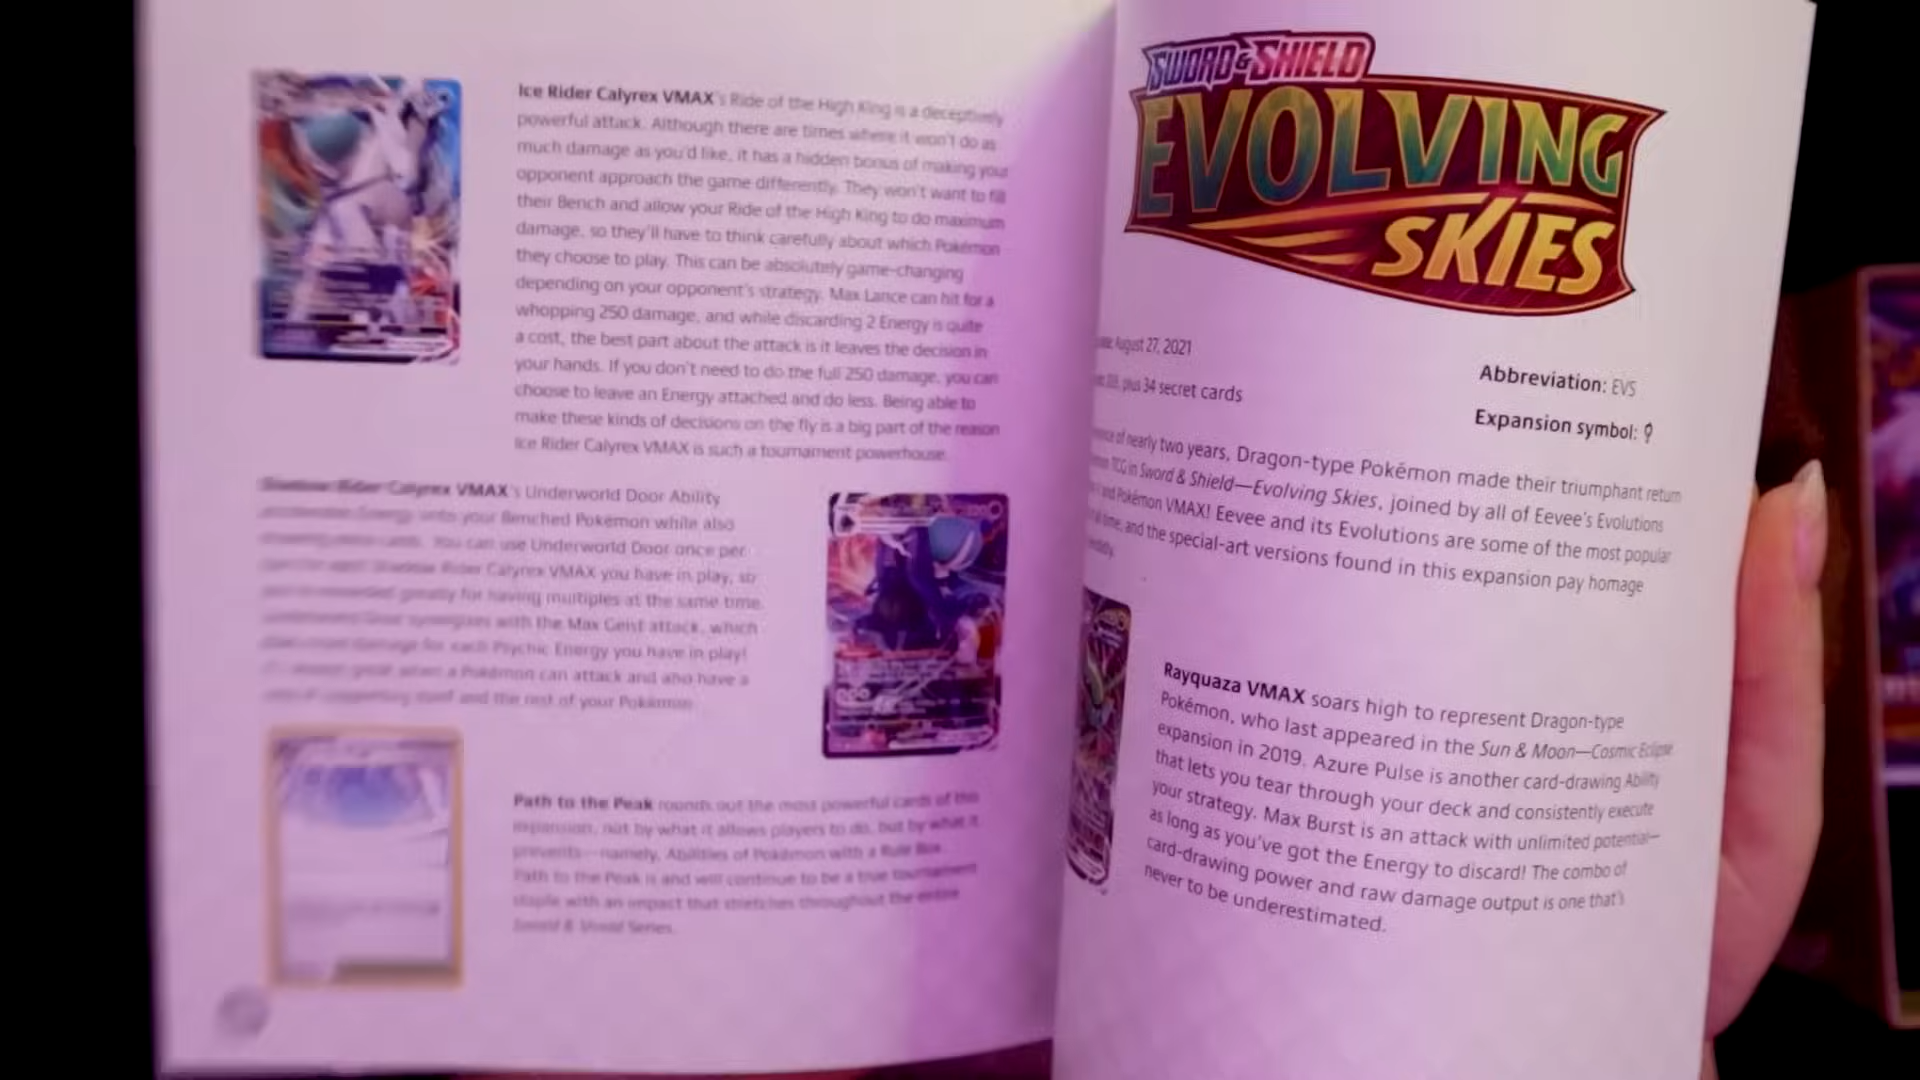 Ice Rider Calyrex VMAX's Ride of the High King is a deceptively
powerful attack. Although there are times where it won't do as
much damage as you'd like, it has a hidden bonus of making your
opponent approach the game differently. They won't want to fill
their Bench and allow your Ride of the High King to do maximum
damage, so they'll have to think carefully about which Pokémon
they choose to play. This can be absolutely game-changing
depending on your opponent's strategy. Max Lance can hit for a
whopping 250 damage, and while discarding 2 Energy is quite
a cost, the best part about the attack is it leaves the decision in
your hands. If you don't need to do the full 250 damage, you can
choose to leave an Energy attached and do less. Being able to
make these kinds of decisions on the fly is a big part of the reason
Ice Rider Calyrex VMAX is such a tournament powerhouse.
Shadow Rider Calyrex VMAX's Underworld Door Ability
Energy onto your Benched Pokémon while also
You can use Underworld Door once per
Shadow Rider Calyrex VMAX you have in play, so
greatly for having multiples at the same time.
with the Max Geist attack, which
damage for each Psychic Energy you have in play!
when a Pokémon can attack and also have a
and the rest of your Pokémon.
Path to the Peak rounds out the most powerful cards of this
expansion, not by what it allows players to do, but by what it
prevents—namely, Abilities of Pokémon with a Rule Box.
Path to the Peak is and will continue to be a true tournament
staple with an impact that stretches throughout the entire
Sword & Shield Series.
SWORD & SHIELD
EVOLVING
SKIES
August 27, 2021
plus 34 secret cards
Abbreviation: EVS
Expansion symbol:
of nearly two years, Dragon-type Pokémon made their triumphant return
TCG in Sword & Shield—Evolving Skies, joined by all of Eevee's Evolutions
and Pokémon VMAX! Eevee and its Evolutions are some of the most popular
time, and the special-art versions found in this expansion pay homage
Rayquaza VMAX soars high to represent Dragon-type
Pokémon, who last appeared in the Sun & Moon—Cosmic Eclipse
expansion in 2019. Azure Pulse is another card-drawing Ability
that lets you tear through your deck and consistently execute
your strategy. Max Burst is an attack with unlimited potential—
as long as you've got the Energy to discard! The combo of
card-drawing power and raw damage output is one that's
never to be underestimated.